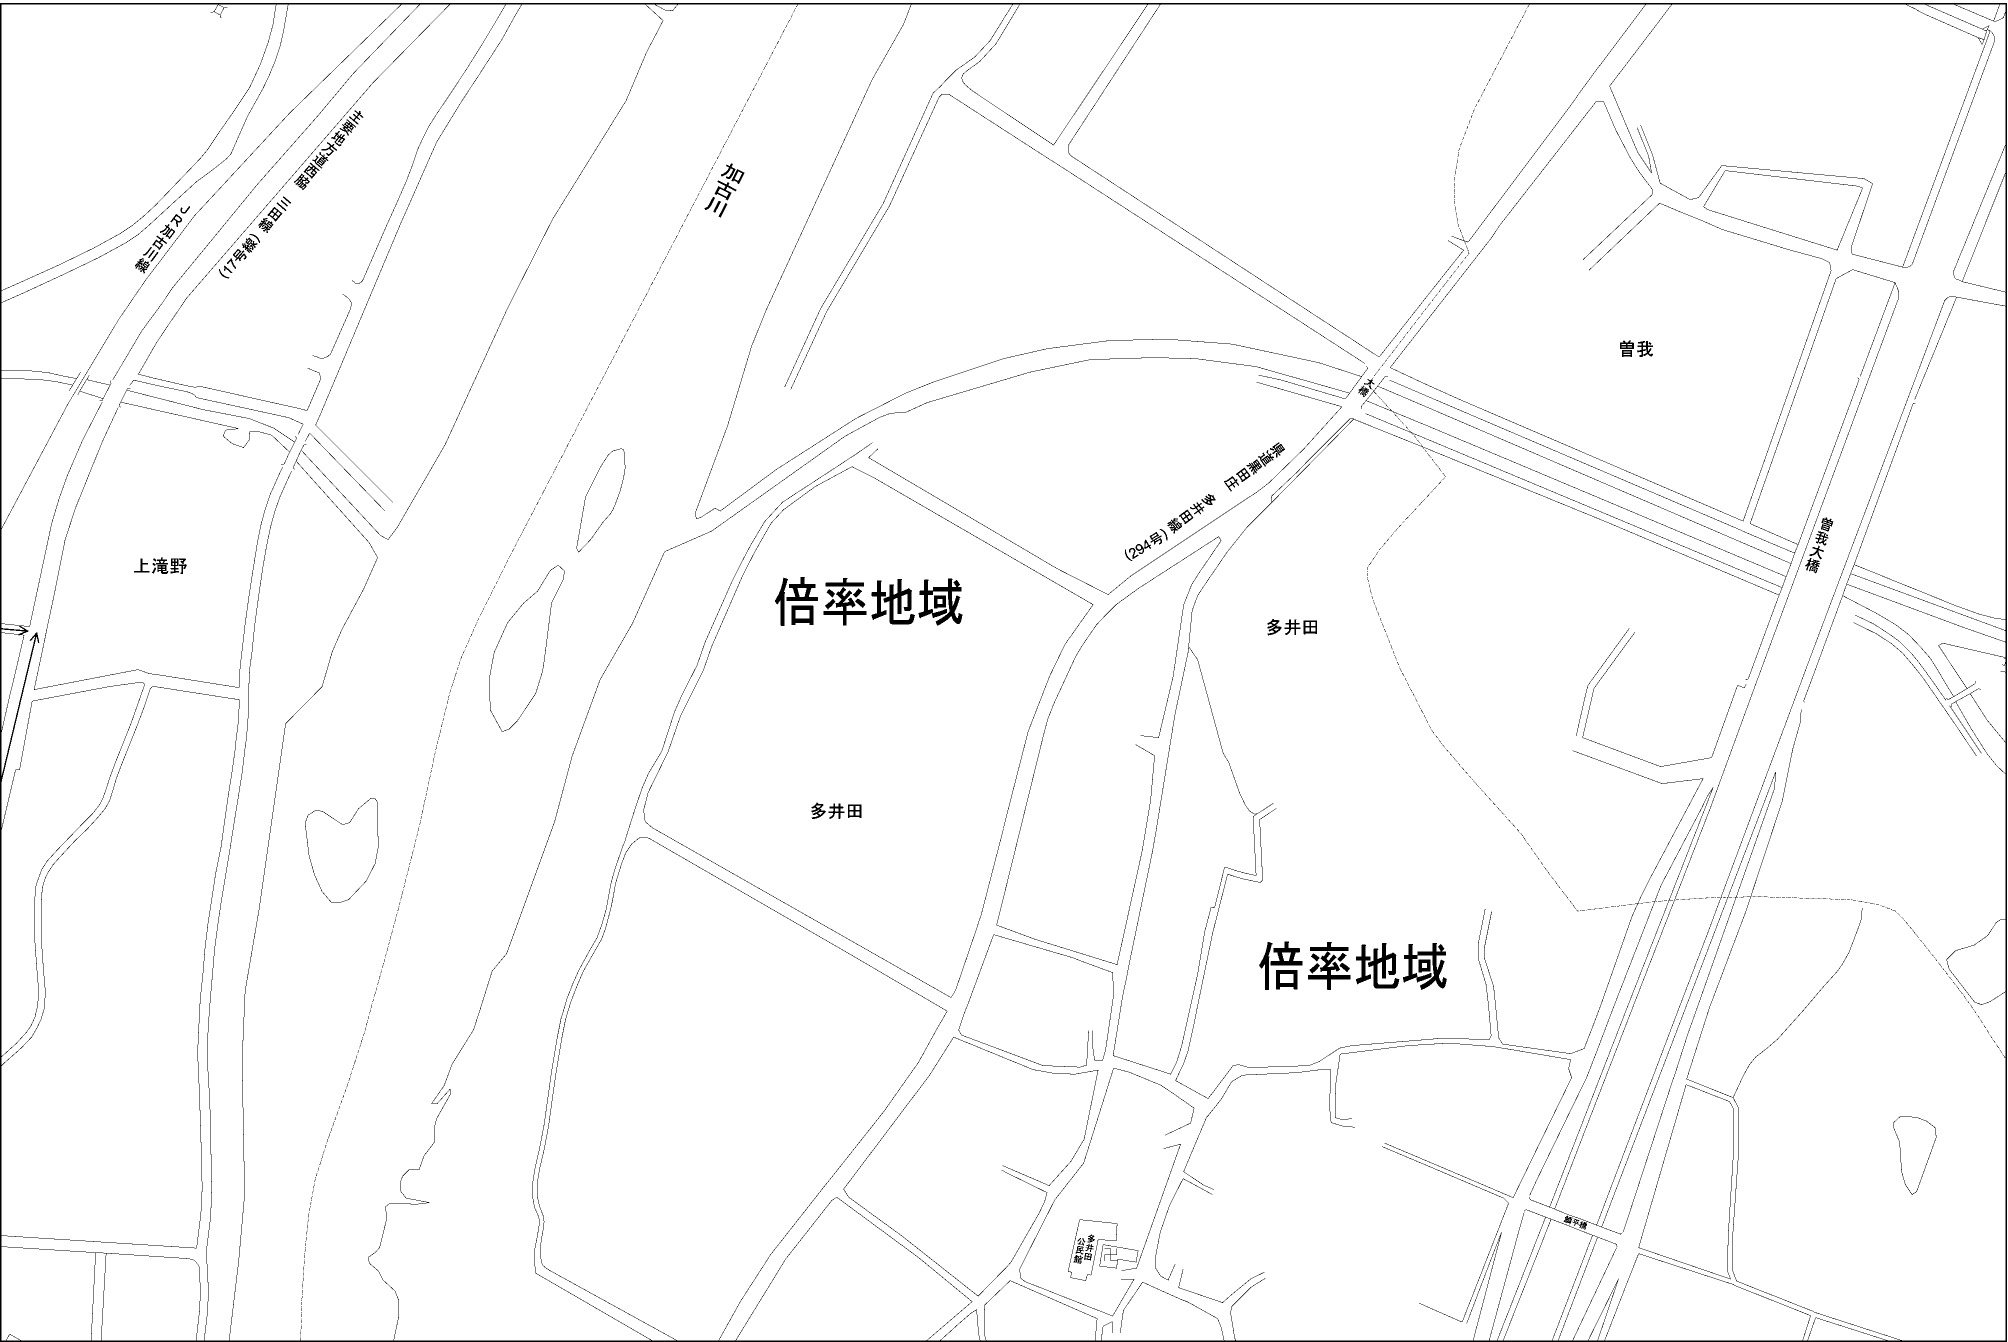 主要地方道西脇　三田線（17号線）
JR加古川線
加古川
曽我
大橋
県道黒田庄　多井田線（294号）
曽我大橋
上滝野
倍率地域
多井田
多井田
倍率地域
多井田
公民館